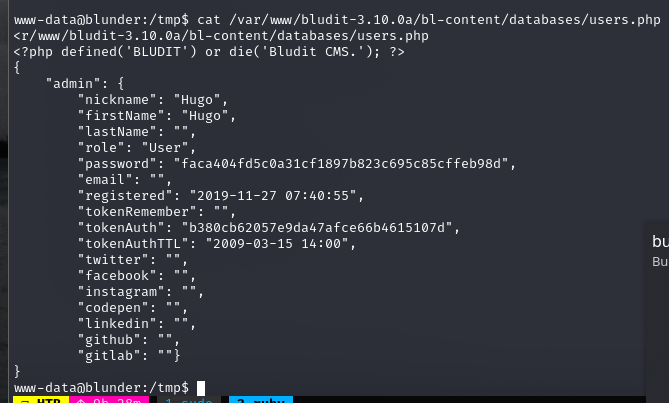 www-data@blunder:/tmp$ cat /var/www/bludit-3.10.0a/bl-content/databases/users.php
<r/www/bludit-3.10.0a/bl-content/databases/users.php
<?php defined('BLUDIT') or die('Bludit CMS.'); ?>
{
    "admin": {
        "nickname": "Hugo",
        "firstName": "Hugo",
        "lastName": "",
        "role": "User",
        "password": "faca404fd5c0a31cf1897b823c695c85cffeb98d",
        "email": "",
        "registered": "2019-11-27 07:40:55",
        "tokenRemember": "",
        "tokenAuth": "b380cb62057e9da47afce66b4615107d",
        "tokenAuthTTL": "2009-03-15 14:00",
        "twitter": "",
        "facebook": "",
        "instagram": "",
        "codepen": "",
        "linkedin": "",
        "github": "",
        "gitlab": ""}
}
www-data@blunder:/tmp$
bu
Bu